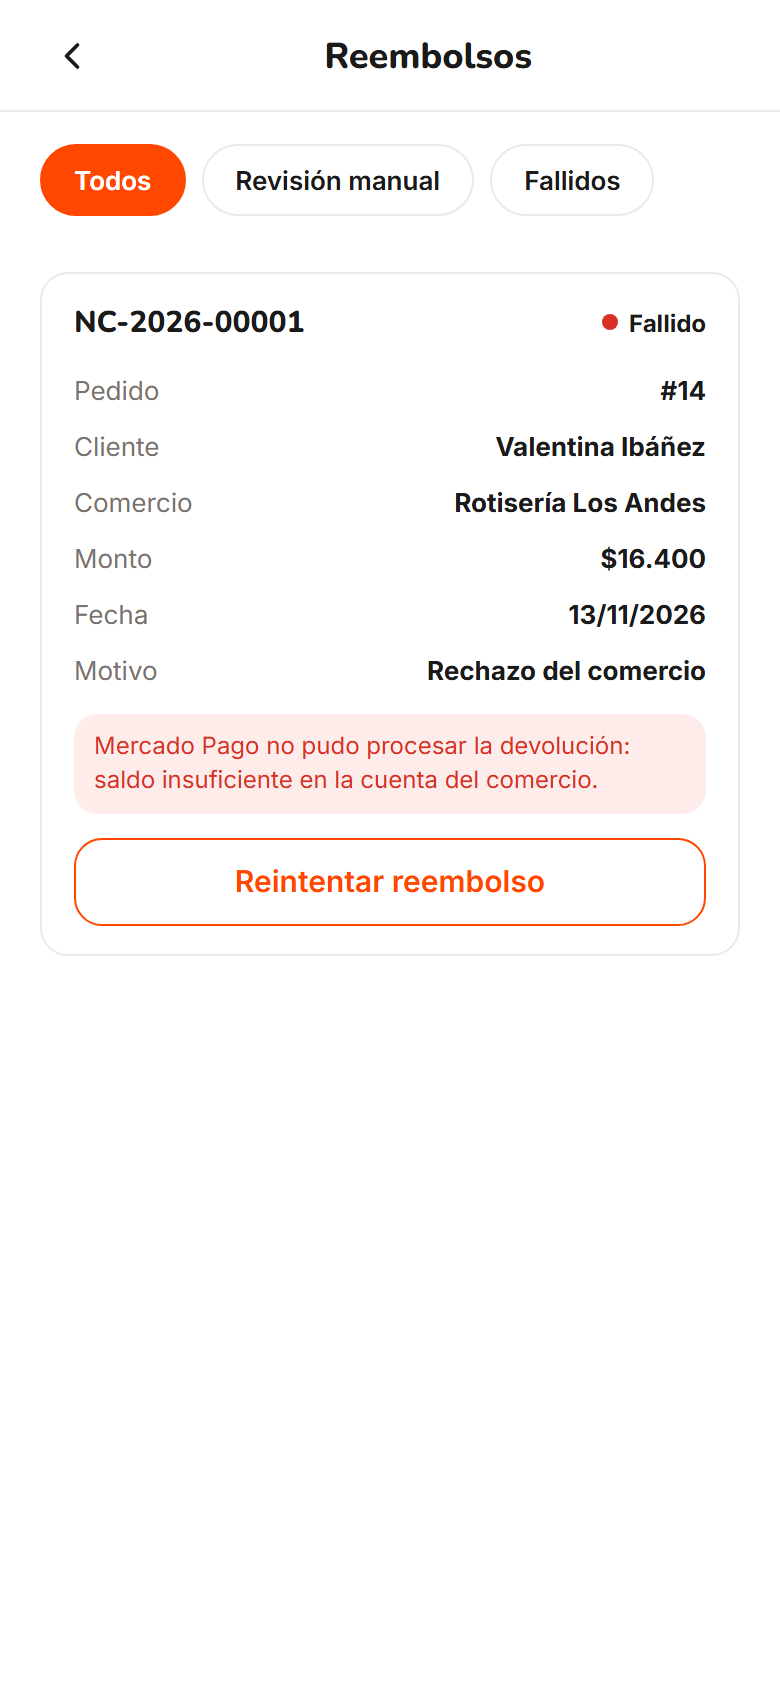 Reembolsos
Todos
Revisión manual
Fallidos
NC-2026-00001
Fallido
Pedido #14
Cliente Valentina Ibáñez
Comercio Rotisería Los Andes
Monto $16.400
Fecha 13/11/2026
Motivo Rechazo del comercio
Mercado Pago no pudo procesar la devolución:
saldo insuficiente en la cuenta del comercio.
Reintentar reembolso